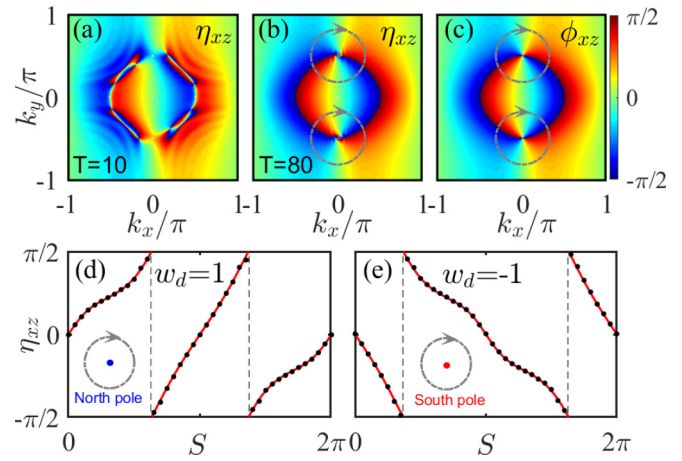 (a) η_xz (b) η_xz (c) ϕ_xz
1
0
-1
k_y/π
T=10 T=80
-1 0 1 -1 0 1 -1 0 1
k_x/π k_x/π k_x/π
π/2
0
-π/2
(d) w_d=1 (e) w_d=-1
π/2
0
-π/2
η_xz
North pole South pole
0 S 2π 0 S 2π